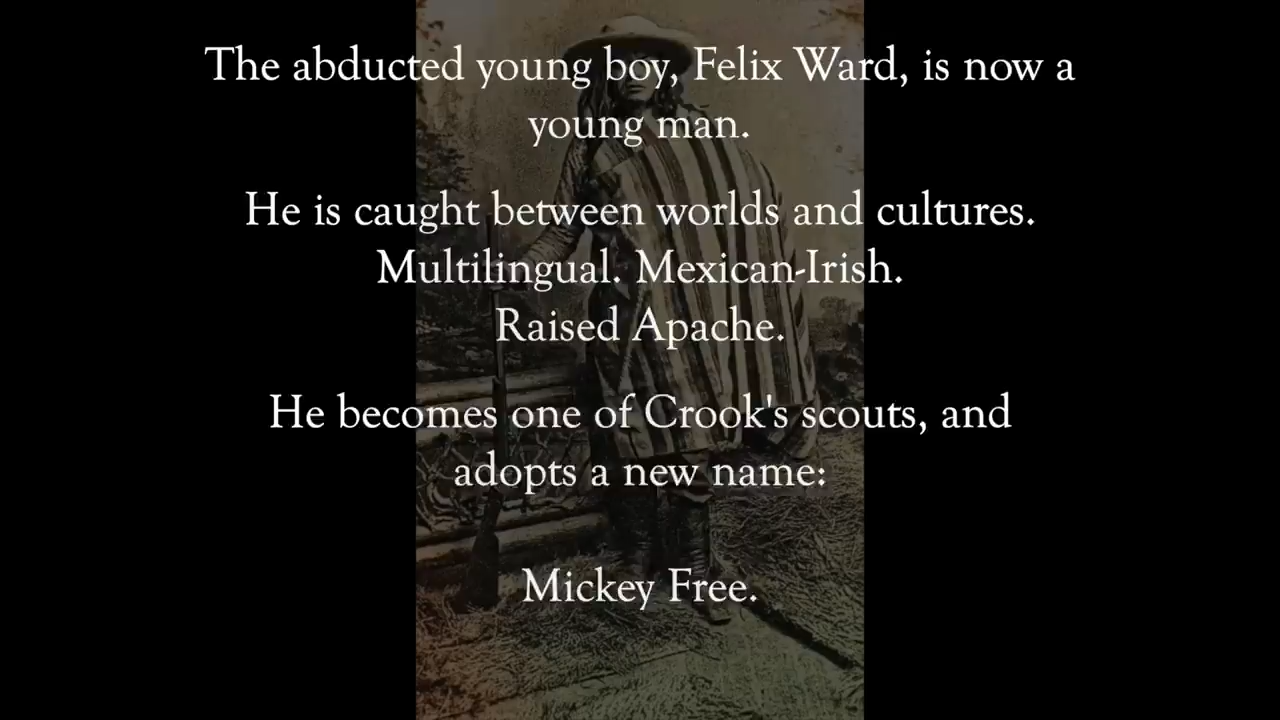 The abducted young boy, Felix Ward, is now a
young man.
He is caught between worlds and cultures.
Multilingual. Mexican-Irish.
Raised Apache.
He becomes one of Crook's scouts, and
adopts a new name:
Mickey Free.